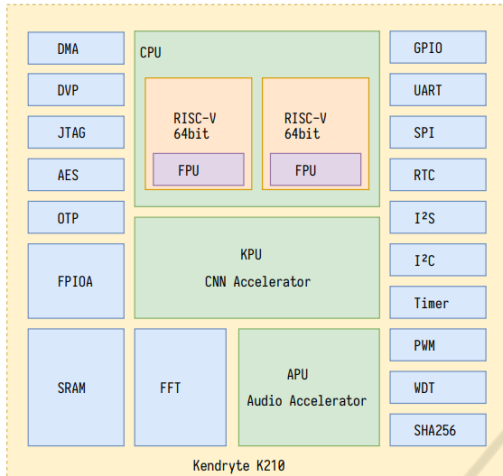 DMA
DVP
JTAG
AES
OTP
FPIOA
SRAM
CPU
RISC-V
64bit
FPU
RISC-V
64bit
FPU
KPU
CNN Accelerator
FFT
APU
Audio Accelerator
GPIO
UART
SPI
RTC
I²S
I²C
Timer
PWM
WDT
SHA256
Kendryte K210